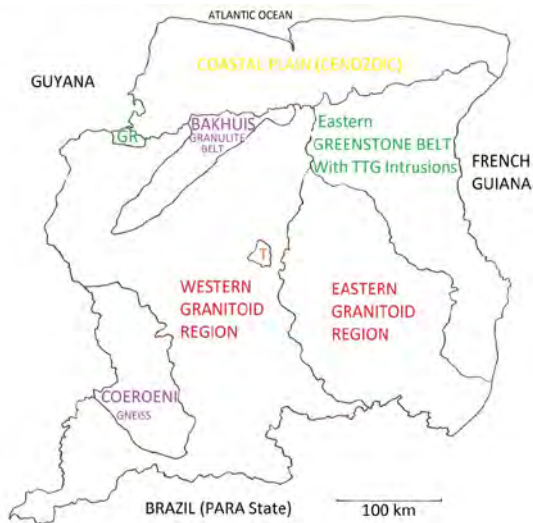 ATLANTIC OCEAN
COASTAL PLAIN (CENDZOIC)
GUYANA
GR
BAKHUIS
GRANULITE
BELT
Eastern
GREENSTONE BELT
With TTG Intrusions
FRENCH
GUIANA
T
WESTERN
GRANITOID
REGION
EASTERN
GRANITOID
REGION
COEROENI
GNEISS
BRAZIL (PARA State)
100 km